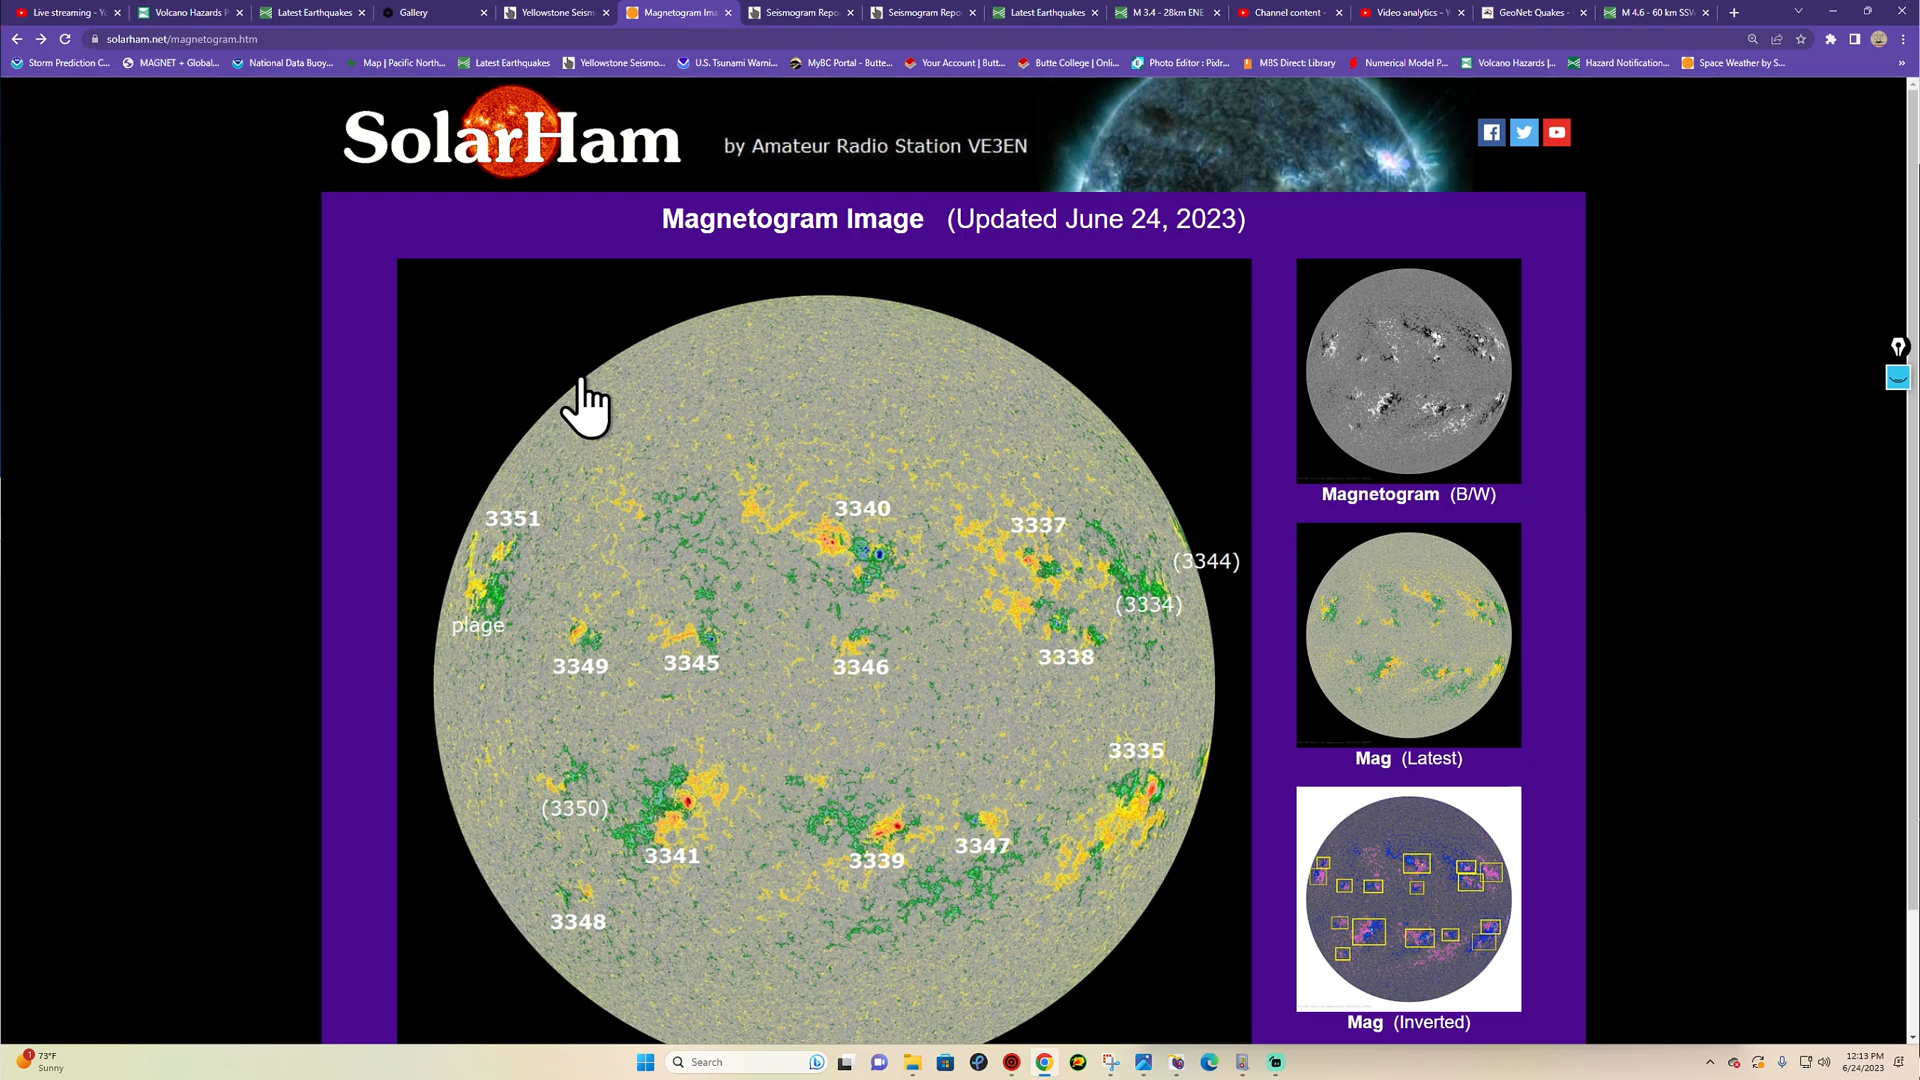 Live streaming - Yo
Volcano Hazards P
Latest Earthquakes
Gallery
Yellowstone Seism
Magnetogram Ima
Seismogram Repo
Seismogram Repo
Latest Earthquakes
M 3.4 - 28km ENE
Channel content -
Video analytics - Y
GeoNet: Quakes -
M 4.6 - 60 km SSW
solarham.net/magnetogram.htm
Storm Prediction C...
MAGNET + Global...
National Data Buoy...
Map | Pacific North...
Latest Earthquakes
Yellowstone Seismo...
U.S. Tsunami Warni...
MyBC Portal - Butte...
Your Account | Butt...
Butte College | Onli...
Photo Editor : Pixlr...
MBS Direct: Library
Numerical Model P...
Volcano Hazards |...
Hazard Notification...
Space Weather by S...
SolarHam
by Amateur Radio Station VE3EN
Magnetogram Image (Updated June 24, 2023)
3351
3340
3337
(3344)
(3334)
plage
3349
3345
3346
3338
3335
(3350)
3341
3339
3347
3348
Magnetogram (B/W)
Mag (Latest)
Mag (Inverted)
1
73°F
Sunny
Search
12:13 PM
6/24/2023